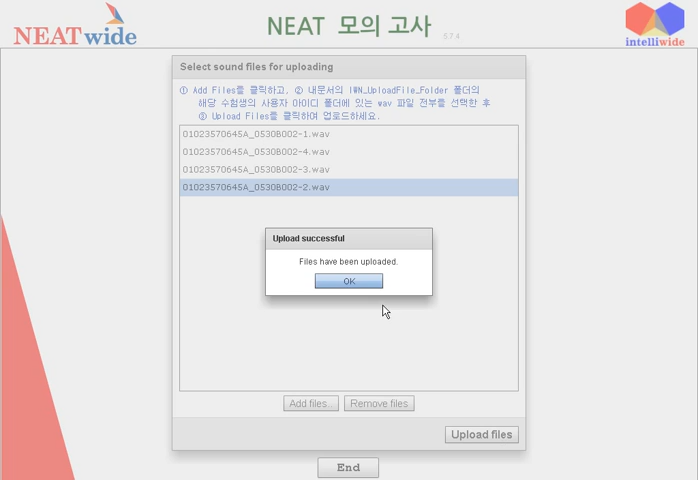 NEATwide
NEAT 모의 고사 5.7.4
intelliwide
Select sound files for uploading
① Add Files를 클릭하고, ② 내문서의 IWN_UploadFile_Folder 폴더의
해당 수험생의 사용자 아이디 폴더에 있는 wav 파일 전부를 선택한 후
③ Upload Files를 클릭하여 업로드하세요.
01023570645A_0530B002-1.wav
01023570645A_0530B002-4.wav
01023570645A_0530B002-3.wav
01023570645A_0530B002-2.wav
Upload successful
Files have been uploaded.
OK
Add files..
Remove files
Upload files
End